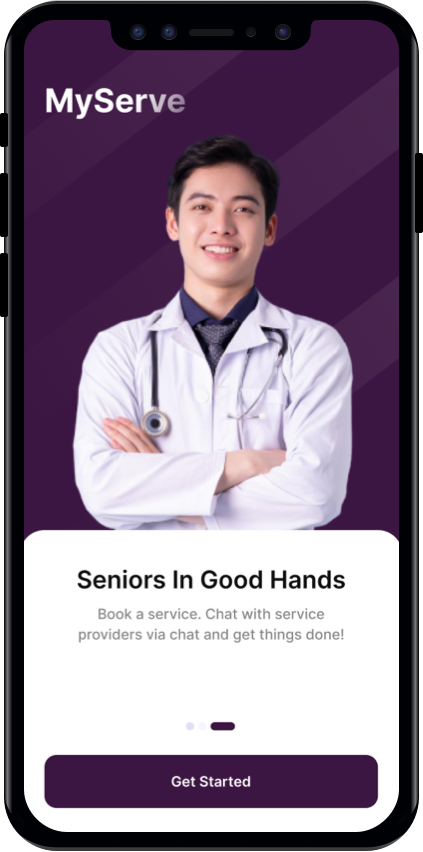 MyServe
Seniors In Good Hands
Book a service. Chat with service
providers via chat and get things done!
Get Started